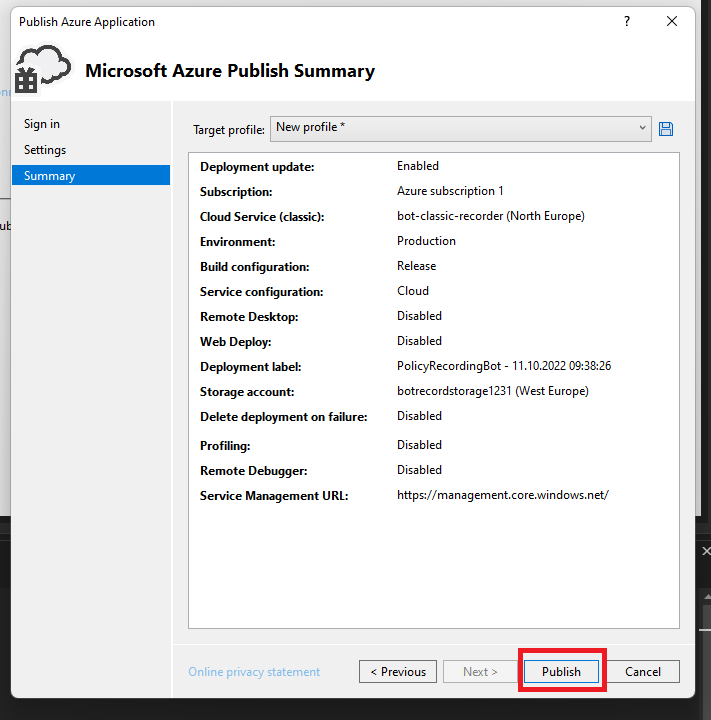 Publish Azure Application
?
Microsoft Azure Publish Summary
Sign in
Settings
Summary
Target profile: New profile *
Deployment update: Enabled
Subscription: Azure subscription 1
Cloud Service (classic): bot-classic-recorder (North Europe)
Environment: Production
Build configuration: Release
Service configuration: Cloud
Remote Desktop: Disabled
Web Deploy: Disabled
Deployment label: PolicyRecordingBot - 11.10.2022 09:38:26
Storage account: botrecordstorage1231 (West Europe)
Delete deployment on failure: Disabled
Profiling: Disabled
Remote Debugger: Disabled
Service Management URL: https://management.core.windows.net/
Online privacy statement
< Previous
Next >
Publish
Cancel